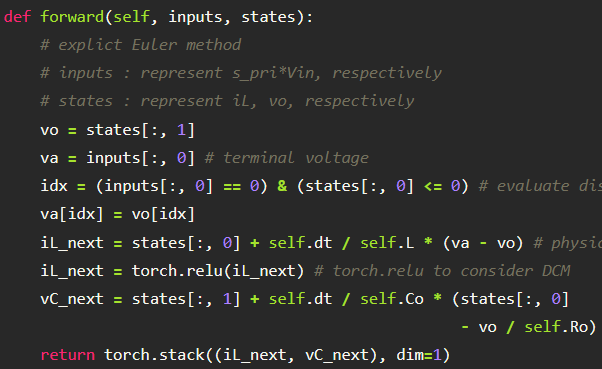 def forward(self, inputs, states):
    # explict Euler method
    # inputs : represent s_pri*Vin, respectively
    # states : represent iL, vo, respectively
    vo = states[:, 1]
    va = inputs[:, 0] # terminal voltage
    idx = (inputs[:, 0] == 0) & (states[:, 0] <= 0) # evaluate dis
    va[idx] = vo[idx]
    iL_next = states[:, 0] + self.dt / self.L * (va - vo) # physic
    iL_next = torch.relu(iL_next) # torch.relu to consider DCM
    vC_next = states[:, 1] + self.dt / self.Co * (states[:, 0]
                                                - vo / self.Ro)
    return torch.stack((iL_next, vC_next), dim=1)